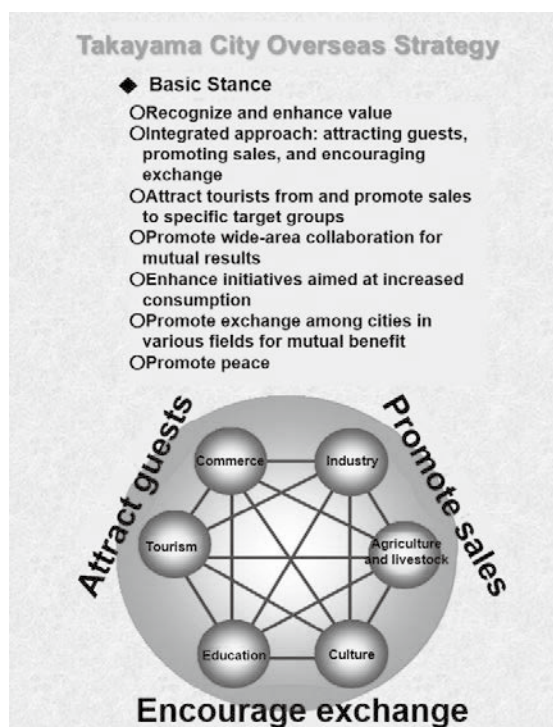 Takayama City Overseas Strategy
◆ Basic Stance
○Recognize and enhance value
○Integrated approach: attracting guests,
promoting sales, and encouraging
exchange
○Attract tourists from and promote sales
to specific target groups
○Promote wide-area collaboration for
mutual results
○Enhance initiatives aimed at increased
consumption
○Promote exchange among cities in
various fields for mutual benefit
○Promote peace
Attract guests
Promote sales
Commerce
Industry
Tourism
Agriculture
and livestock
Education
Culture
Encourage exchange